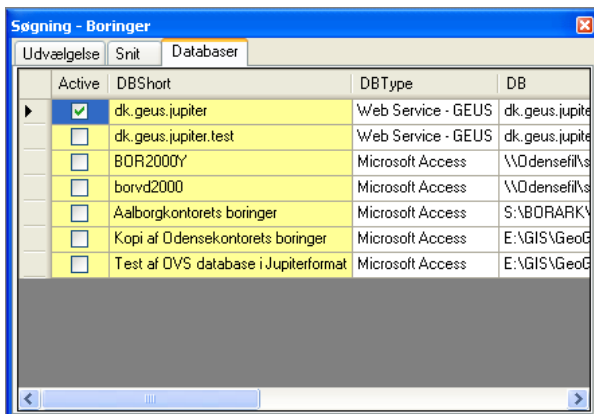 Søgning - Boringer
Udvælgelse Snit Databaser
Active DBShort DBType DB
dk.geus.jupiter Web Service - GEUS dk.geus.jupite
dk.geus.jupiter.test Web Service - GEUS dk.geus.jupite
BOR2000Y Microsoft Access \\Odensefil\s
borvd2000 Microsoft Access \\Odensefil\s
Aalborgkontorets boringer Microsoft Access S:\BORARK\
Kopi af Odensekontorets boringer Microsoft Access E:\GIS\GeoG
Test af OVS database i Jupiterformat Microsoft Access E:\GIS\GeoG